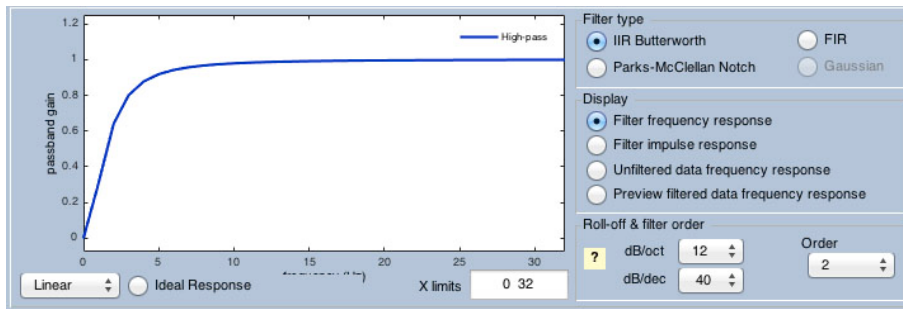 1.2
1
0.8
0.6
0.4
0.2
0
passband gain
High-pass
0 5 10 15 20 25 30
frequency (Hz)
Linear
Ideal Response
X limits
0 32
Filter type
IIR Butterworth
FIR
Parks-McClellan Notch
Gaussian
Display
Filter frequency response
Filter impulse response
Unfiltered data frequency response
Preview filtered data frequency response
Roll-off & filter order
?
dB/oct
12
dB/dec
40
Order
2